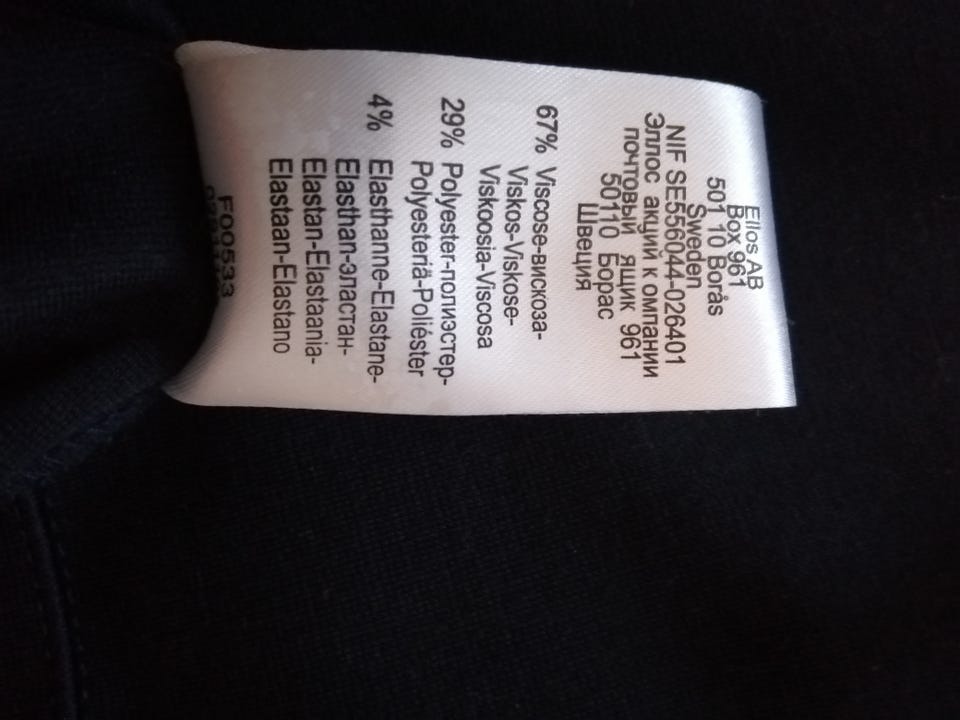 Ellos AB
Box 961
501 10 Borås
Sweden
NIF SE556044-026401
Эллос акций к омпании
почтовый ящик 961
50110 Борас
Швеция
67% Viscose-вискоза-
Viskos-Viskose-
Viskoosia-Viscosa
29% Polyester-полиэстер-
Polyesteriä-Poliéster
4% Elasthanne-Elastane-
Elasthan-эластан-
Elastan-Elastaania-
Elastaan-Elastano
F00533